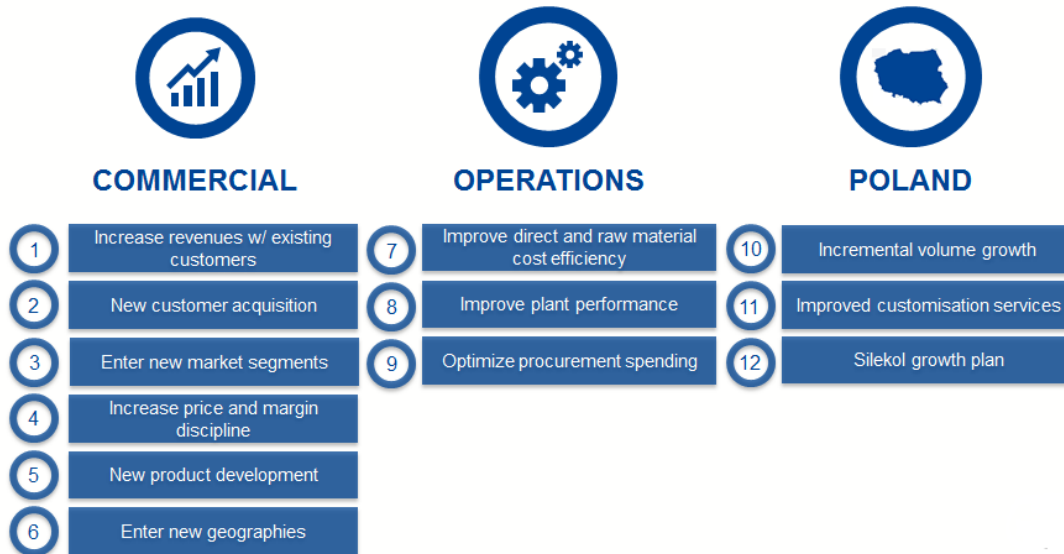 COMMERCIAL
1
Increase revenues w/ existing
customers
2
New customer acquisition
3
Enter new market segments
4
Increase price and margin
discipline
5
New product development
6
Enter new geographies
OPERATIONS
7
Improve direct and raw material
cost efficiency
8
Improve plant performance
9
Optimize procurement spending
POLAND
10
Incremental volume growth
11
Improved customisation services
12
Silekol growth plan